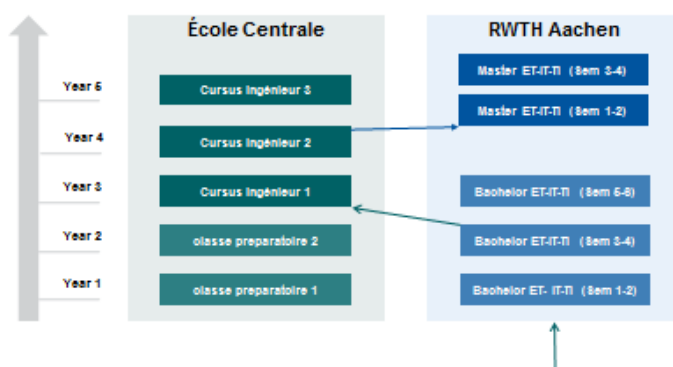 École Centrale
RWTH Aachen
Year 5
Cursus Ingénieur 3
Master ET-IT-TI (Sem 3-4)
Master ET-IT-TI (Sem 1-2)
Year 4
Cursus Ingénieur 2
Year 3
Cursus Ingénieur 1
Bachelor ET-IT-TI (Sem 5-6)
Year 2
classe preparatoire 2
Bachelor ET-IT-TI (Sem 3-4)
Year 1
classe preparatoire 1
Bachelor ET- IT-TI (Sem 1-2)